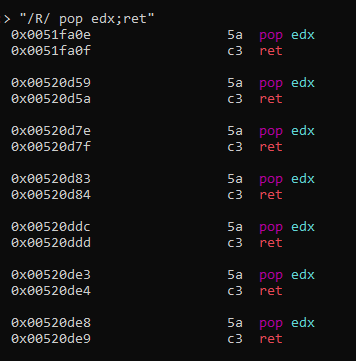 > "/R/ pop edx;ret"
0x0051fa0e 5a pop edx
0x0051fa0f c3 ret
0x00520d59 5a pop edx
0x00520d5a c3 ret
0x00520d7e 5a pop edx
0x00520d7f c3 ret
0x00520d83 5a pop edx
0x00520d84 c3 ret
0x00520ddc 5a pop edx
0x00520ddd c3 ret
0x00520de3 5a pop edx
0x00520de4 c3 ret
0x00520de8 5a pop edx
0x00520de9 c3 ret